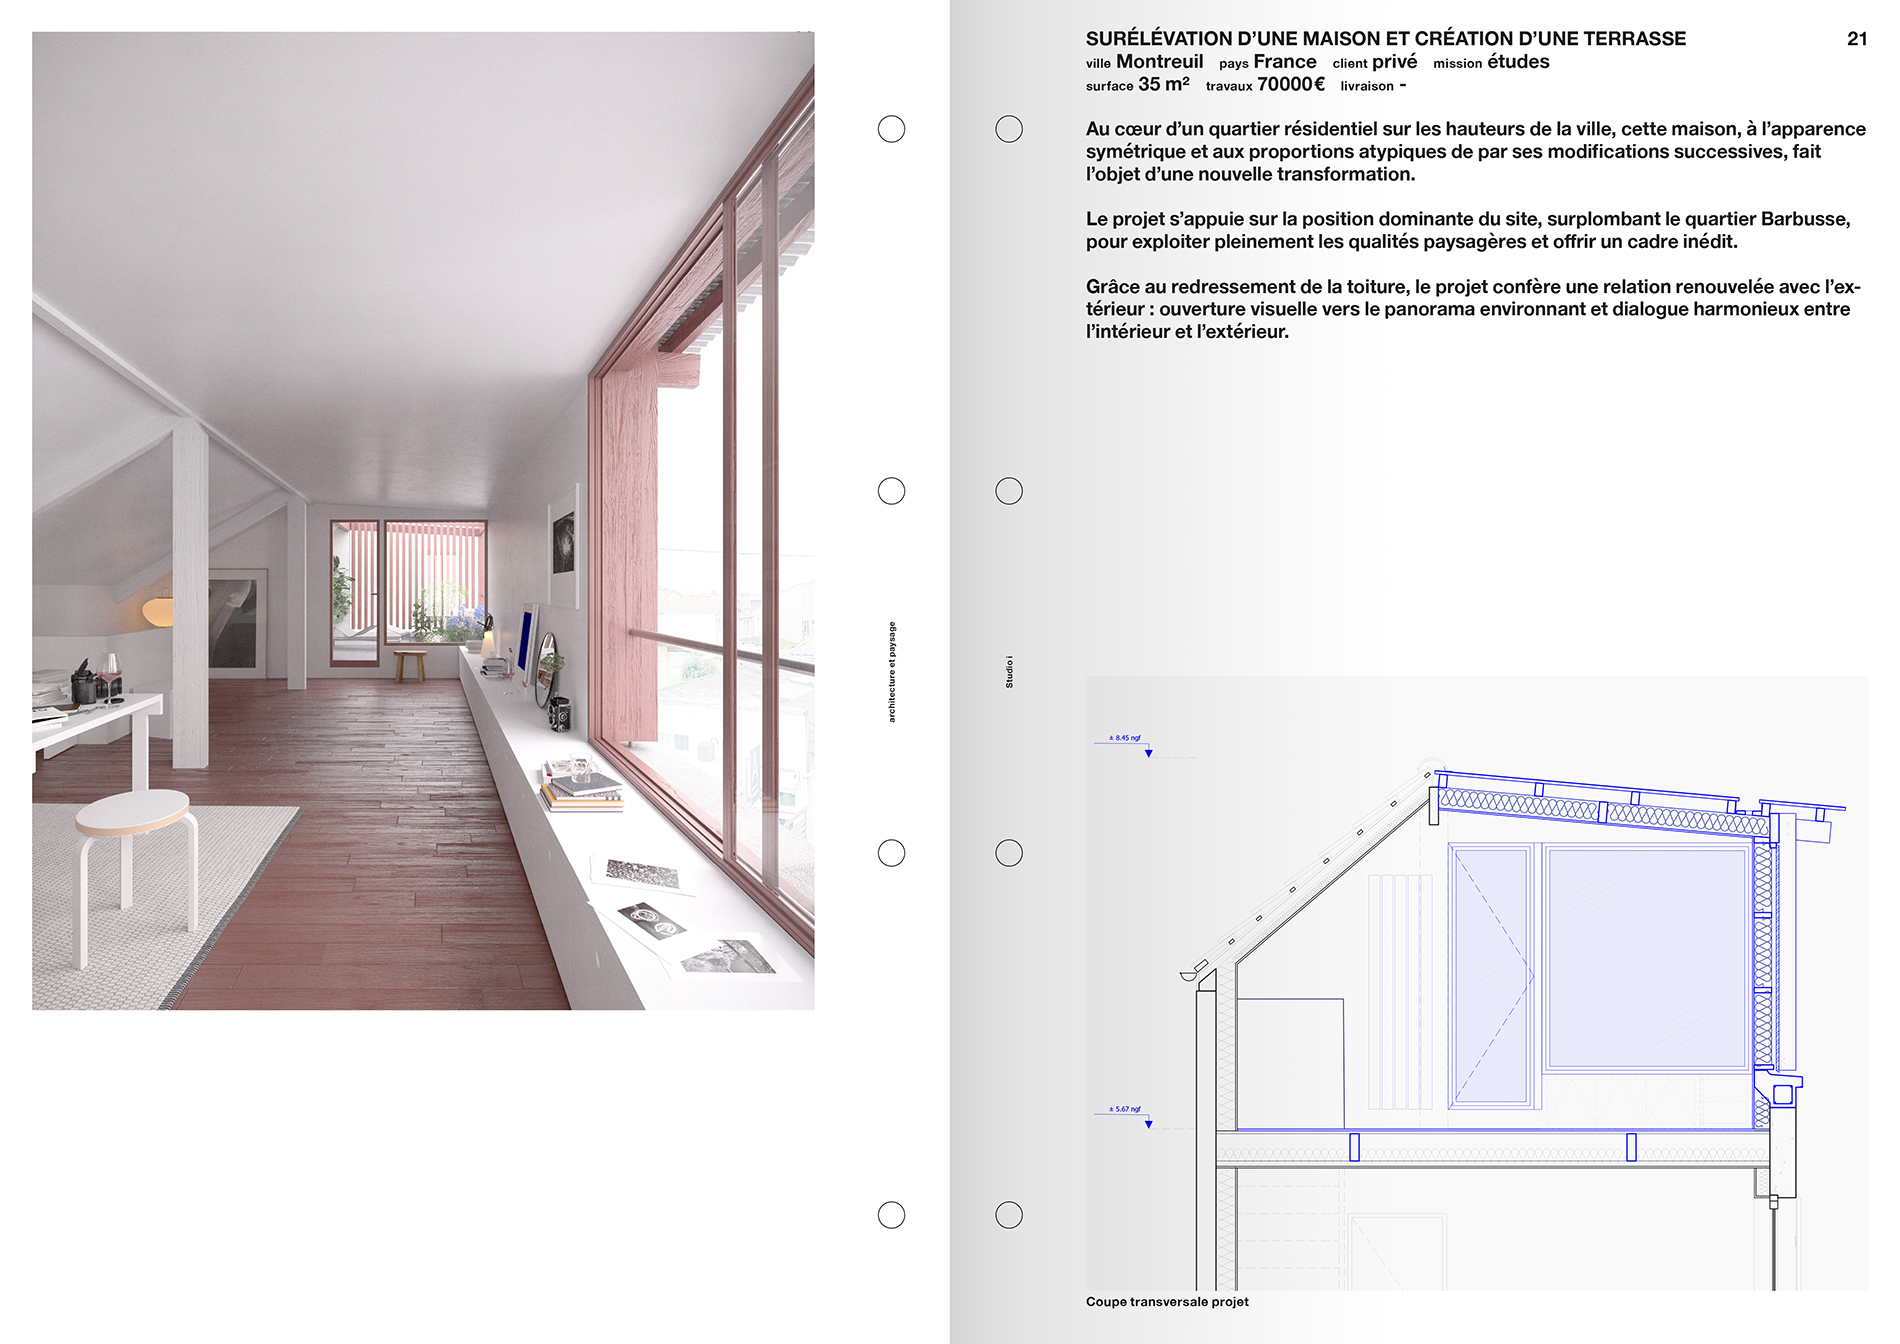 architecture et paysage
Studio i
SURÉLÉVATION D’UNE MAISON ET CRÉATION D’UNE TERRASSE
21
ville Montreuil pays France client privé mission études
surface 35 m² travaux 70000€ livraison -
Au cœur d’un quartier résidentiel sur les hauteurs de la ville, cette maison, à l’apparence
symétrique et aux proportions atypiques de par ses modifications successives, fait
l’objet d’une nouvelle transformation.
Le projet s’appuie sur la position dominante du site, surplombant le quartier Barbusse,
pour exploiter pleinement les qualités paysagères et offrir un cadre inédit.
Grâce au redressement de la toiture, le projet confère une relation renouvelée avec l’ex-
térieur : ouverture visuelle vers le panorama environnant et dialogue harmonieux entre
l’intérieur et l’extérieur.
± 8.45 ngf
± 5.67 ngf
Coupe transversale projet